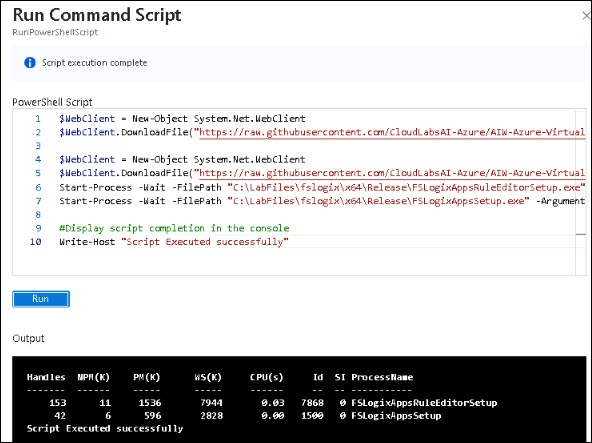 Run Command Script
RunPowerShellScript
Script execution complete
PowerShell Script
1 $WebClient = New-Object System.Net.WebClient
2 $WebClient.DownloadFile("https://raw.githubusercontent.com/CloudLabsAI-Azure/AIW-Azure-Virtual
3
4 $WebClient = New-Object System.Net.WebClient
5 $WebClient.DownloadFile("https://raw.githubusercontent.com/CloudLabsAI-Azure/AIW-Azure-Virtual
6 Start-Process -Wait -FilePath "C:\LabFiles\fslogix\x64\Release\FSLogixAppsRuleEditorSetup.exe"
7 Start-Process -Wait -FilePath "C:\LabFiles\fslogix\x64\Release\FSLogixAppsSetup.exe" -Argument
8
9 #Display script completion in the console
10 Write-Host "Script Executed successfully"
Run
Output
Handles NPM(K) PM(K) WS(K) CPU(s) Id SI ProcessName
------- ------ ----- ----- ------ -- -- -----------
153 11 1536 7944 0.03 7868 0 FSLogixAppsRuleEditorSetup
42 6 596 2828 0.00 1500 0 FSLogixAppsSetup
Script Executed successfully